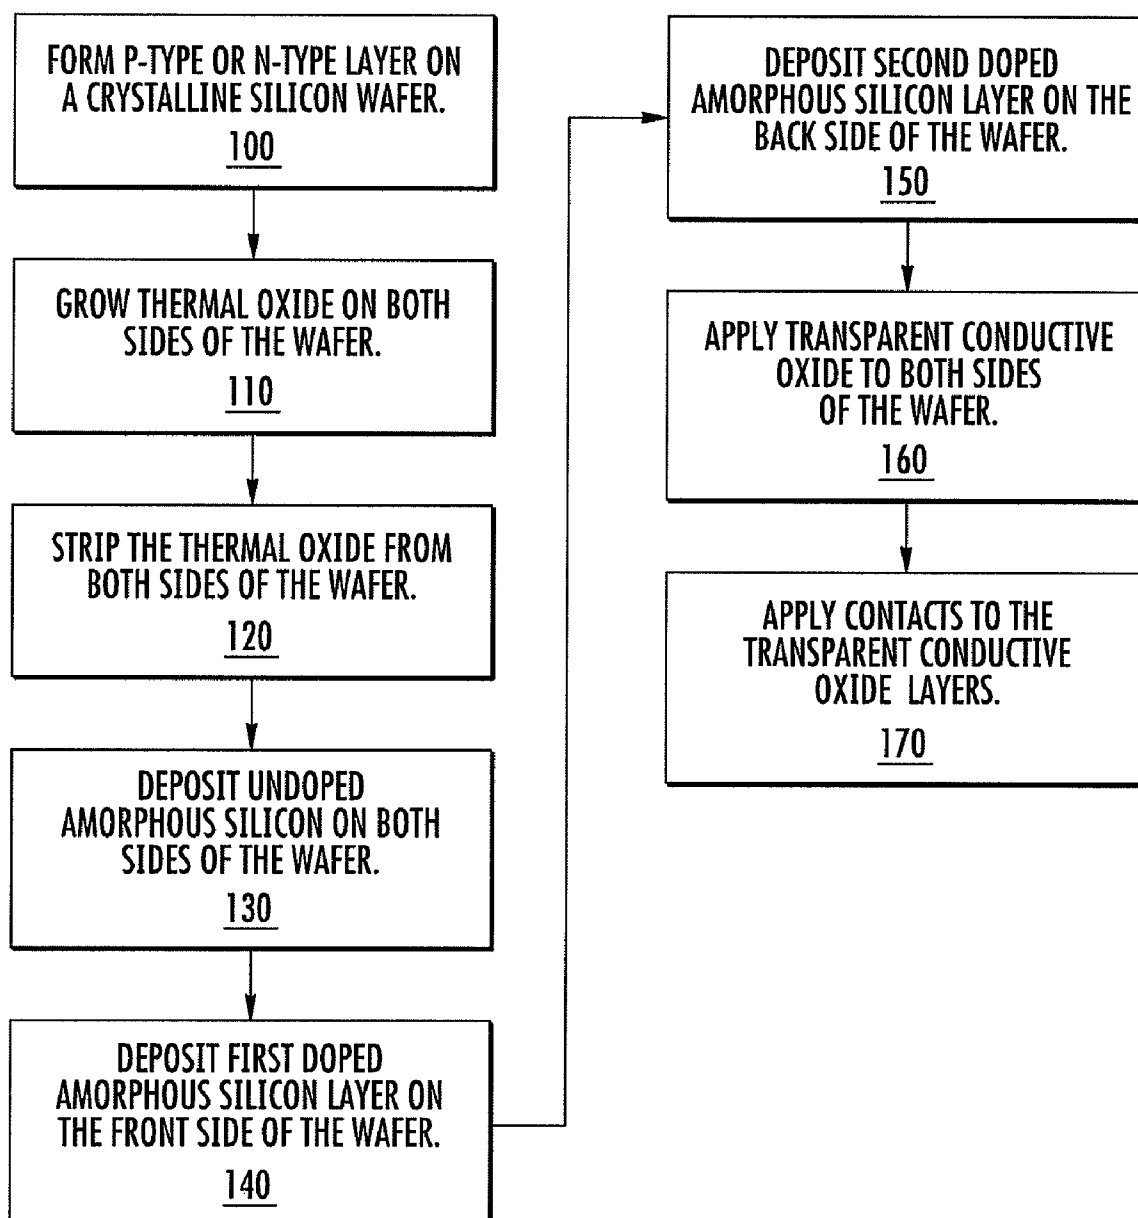 FORM P-TYPE OR N-TYPE LAYER ON
A CRYSTALLINE SILICON WAFER.
100
GROW THERMAL OXIDE ON BOTH
SIDES OF THE WAFER.
110
STRIP THE THERMAL OXIDE FROM
BOTH SIDES OF THE WAFER.
120
DEPOSIT UNDOPED
AMORPHOUS SILICON ON BOTH
SIDES OF THE WAFER.
130
DEPOSIT FIRST DOPED
AMORPHOUS SILICON LAYER ON
THE FRONT SIDE OF THE WAFER.
140
DEPOSIT SECOND DOPED
AMORPHOUS SILICON LAYER ON THE
BACK SIDE OF THE WAFER.
150
APPLY TRANSPARENT CONDUCTIVE
OXIDE TO BOTH SIDES
OF THE WAFER.
160
APPLY CONTACTS TO THE
TRANSPARENT CONDUCTIVE
OXIDE LAYERS.
170